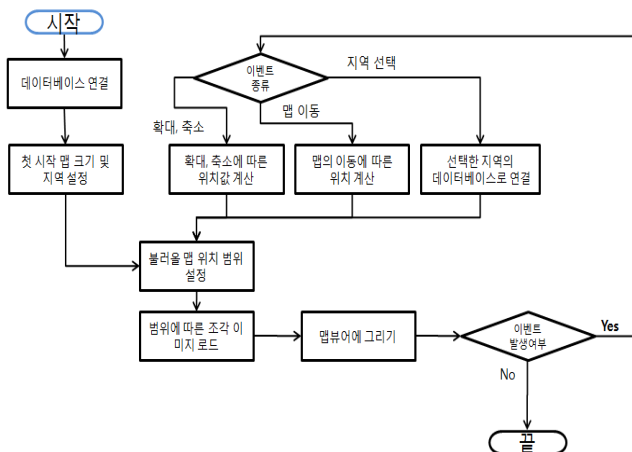 시작
데이터베이스 연결
첫 시작 맵 크기 및
지역 설정
이벤트
종류
지역 선택
맵 이동
확대, 축소
확대, 축소에 따른
위치값 계산
맵의 이동에 따른
위치 계산
선택한 지역의
데이터베이스로 연결
불러올 맵 위치 범위
설정
범위에 따른 조각 이
미지 로드
맵뷰어에 그리기
이벤트
발생여부
Yes
No
끝